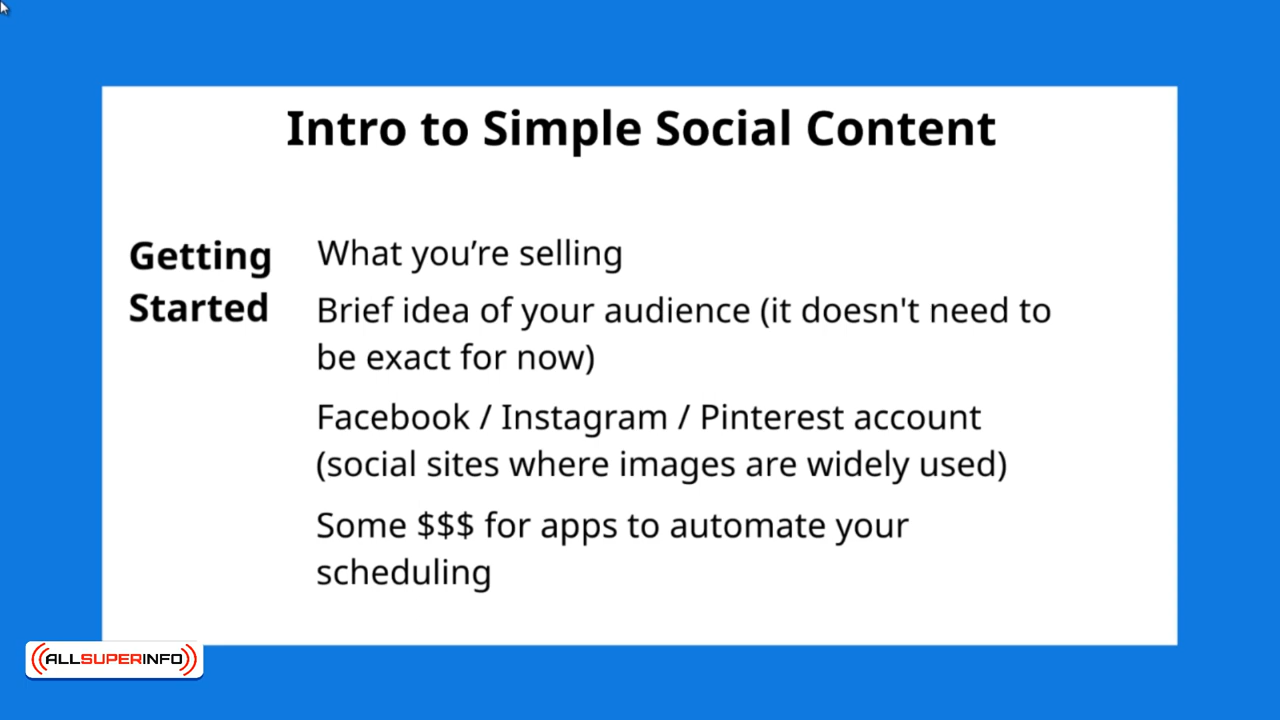 Intro to Simple Social Content
Getting
Started
What you’re selling
Brief idea of your audience (it doesn't need to
be exact for now)
Facebook / Instagram / Pinterest account
(social sites where images are widely used)
Some $$$ for apps to automate your
scheduling
ALLSUPERINFO